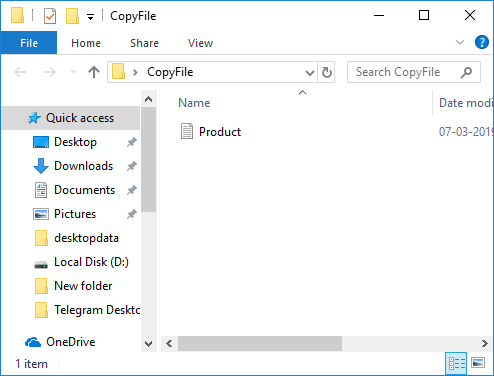 CopyFile
File Home Share View
CopyFile Search CopyFile
Name Date modi
Quick access
Product 07-03-2019
Desktop
Downloads
Documents
Pictures
desktopdata
Local Disk (D:)
New folder
Telegram Deskto
OneDrive
1 item